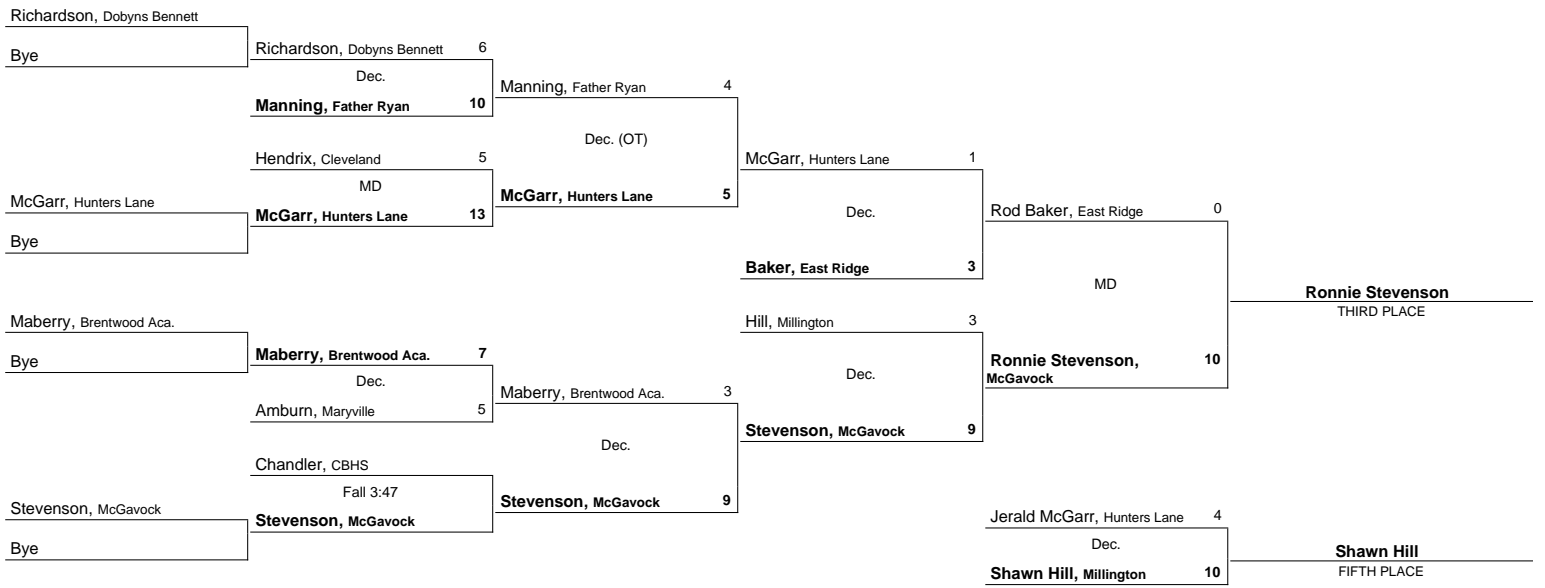 Richardson, Dobyns Bennett
Bye
Richardson, Dobyns Bennett 6
Dec.
Manning, Father Ryan 10
Manning, Father Ryan 4
Dec. (OT)
McGarr, Hunters Lane 5
Hendrix, Cleveland 5
MD
McGarr, Hunters Lane 13
McGarr, Hunters Lane
Bye
McGarr, Hunters Lane 1
Dec.
Baker, East Ridge 3
Rod Baker, East Ridge 0
MD
Ronnie Stevenson, 10
McGavock
Ronnie Stevenson
THIRD PLACE
Maberry, Brentwood Aca.
Bye
Maberry, Brentwood Aca. 7
Dec.
Amburn, Maryville 5
Maberry, Brentwood Aca. 3
Dec.
Stevenson, McGavock 9
Hill, Millington 3
Dec.
Stevenson, McGavock 9
Chandler, CBHS
Fall 3:47
Stevenson, McGavock
Stevenson, McGavock
Bye
Jerald McGarr, Hunters Lane 4
Dec.
Shawn Hill, Millington 10
Shawn Hill
FIFTH PLACE